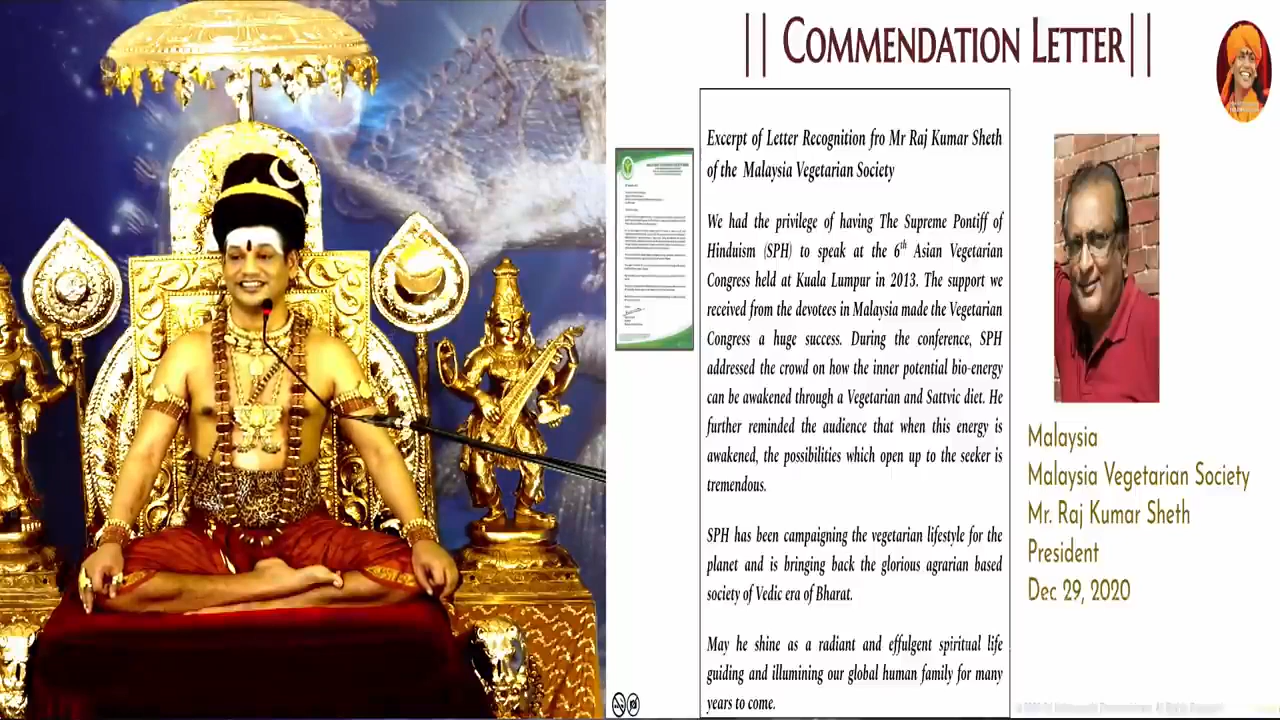 || COMMENDATION LETTER ||
Excerpt of Letter Recognition fro Mr Raj Kumar Sheth
of the Malaysia Vegetarian Society
We had the privilege of having The Supreme Pontiff of
Hinduism (SPH) to speak at the 6th Asian Vegetarian
Congress held at Kuala Lumpur in 2013. The support we
received from the devotees in Malaysia made the Vegetarian
Congress a huge success. During the conference, SPH
addressed the crowd on how the inner potential bio-energy
can be awakened through a Vegetarian and Sattvic diet. He
further reminded the audience that when this energy is
awakened, the possibilities which open up to the seeker is
tremendous.
SPH has been campaigning the vegetarian lifestyle for the
planet and is bringing back the glorious agrarian based
society of Vedic era of Bharat.
May he shine as a radiant and effulgent spiritual life
guiding and illumining our global human family for many
years to come.
Malaysia
Malaysia Vegetarian Society
Mr. Raj Kumar Sheth
President
Dec 29, 2020